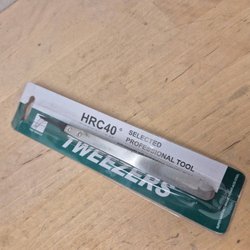 HRC40°
SELECTED
PROFESSIONAL TOOL
TWEEZERS